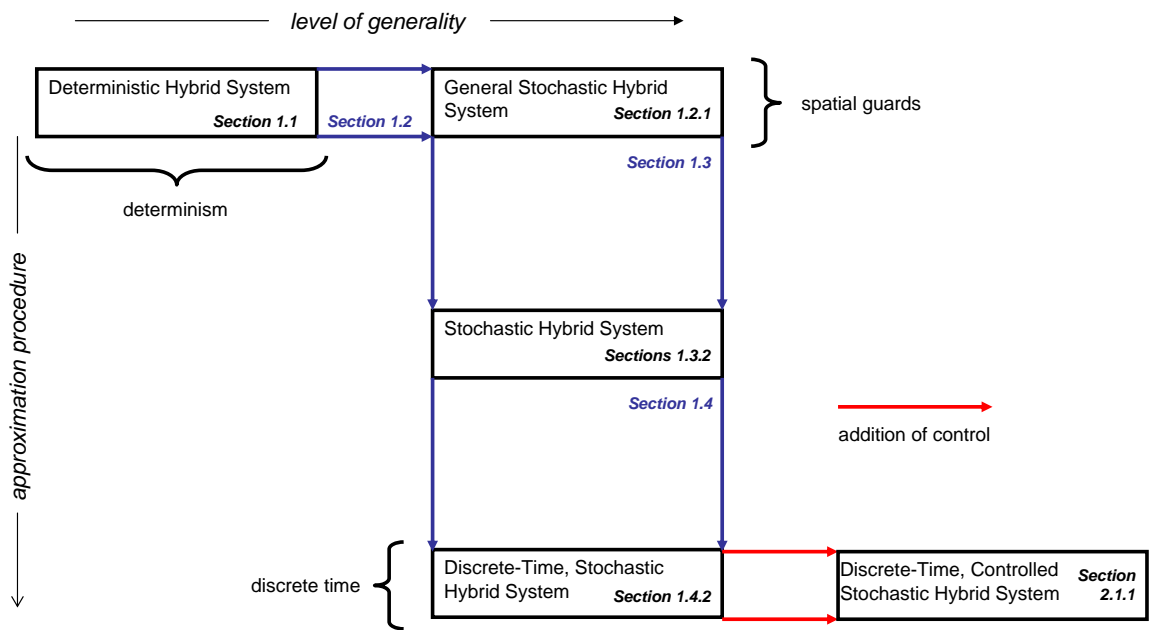 level of generality
Deterministic Hybrid System
Section 1.1
Section 1.2
General Stochastic Hybrid
System
Section 1.2.1
spatial guards
determinism
Section 1.3
approximation procedure
Stochastic Hybrid System
Sections 1.3.2
Section 1.4
addition of control
discrete time
Discrete-Time, Stochastic
Hybrid System
Section 1.4.2
Discrete-Time, Controlled
Stochastic Hybrid System
Section
2.1.1